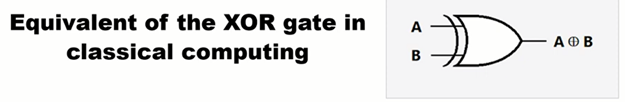 Equivalent of the XOR gate in
classical computing
A
B
A ⊕ B